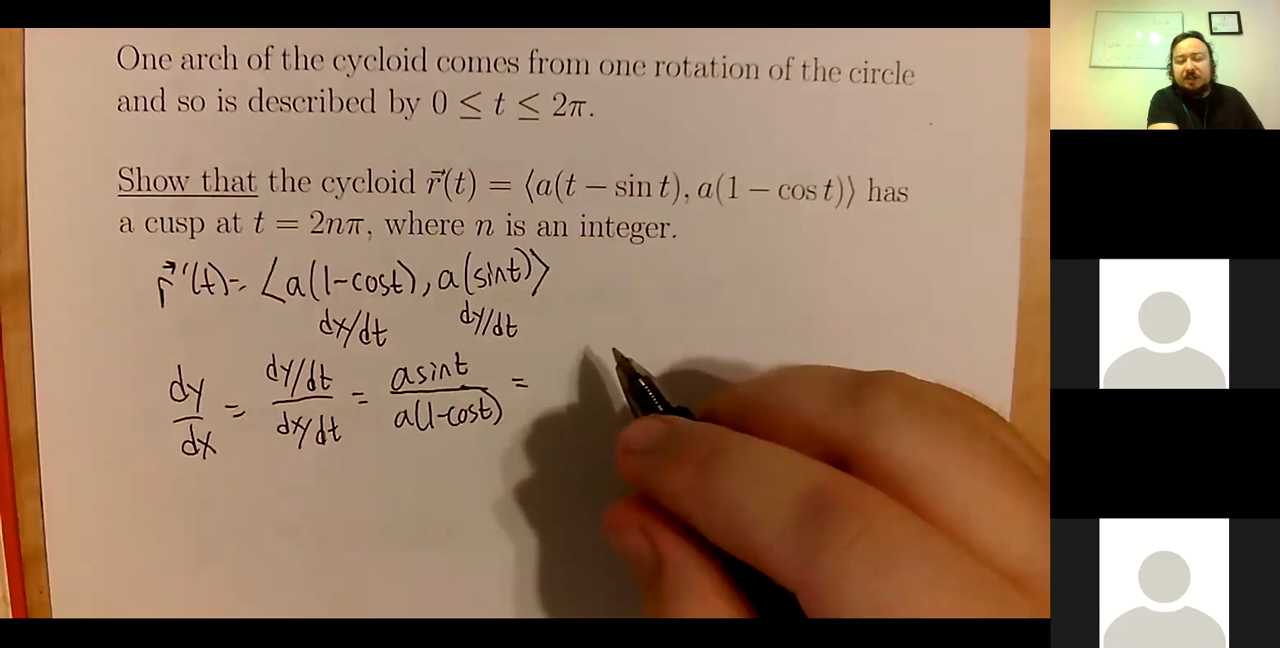 One arch of the cycloid comes from one rotation of the circle
and so is described by 0 ≤ t ≤ 2π.
Show that the cycloid r⃗(t) = ⟨a(t − sin t), a(1 − cos t)⟩ has
a cusp at t = 2nπ, where n is an integer.
r⃗'(t) = ⟨a(1-cost), a(sint)⟩
dx/dt dy/dt
dy/dx = (dy/dt)/(dx/dt) = asint/a(1-cost) =